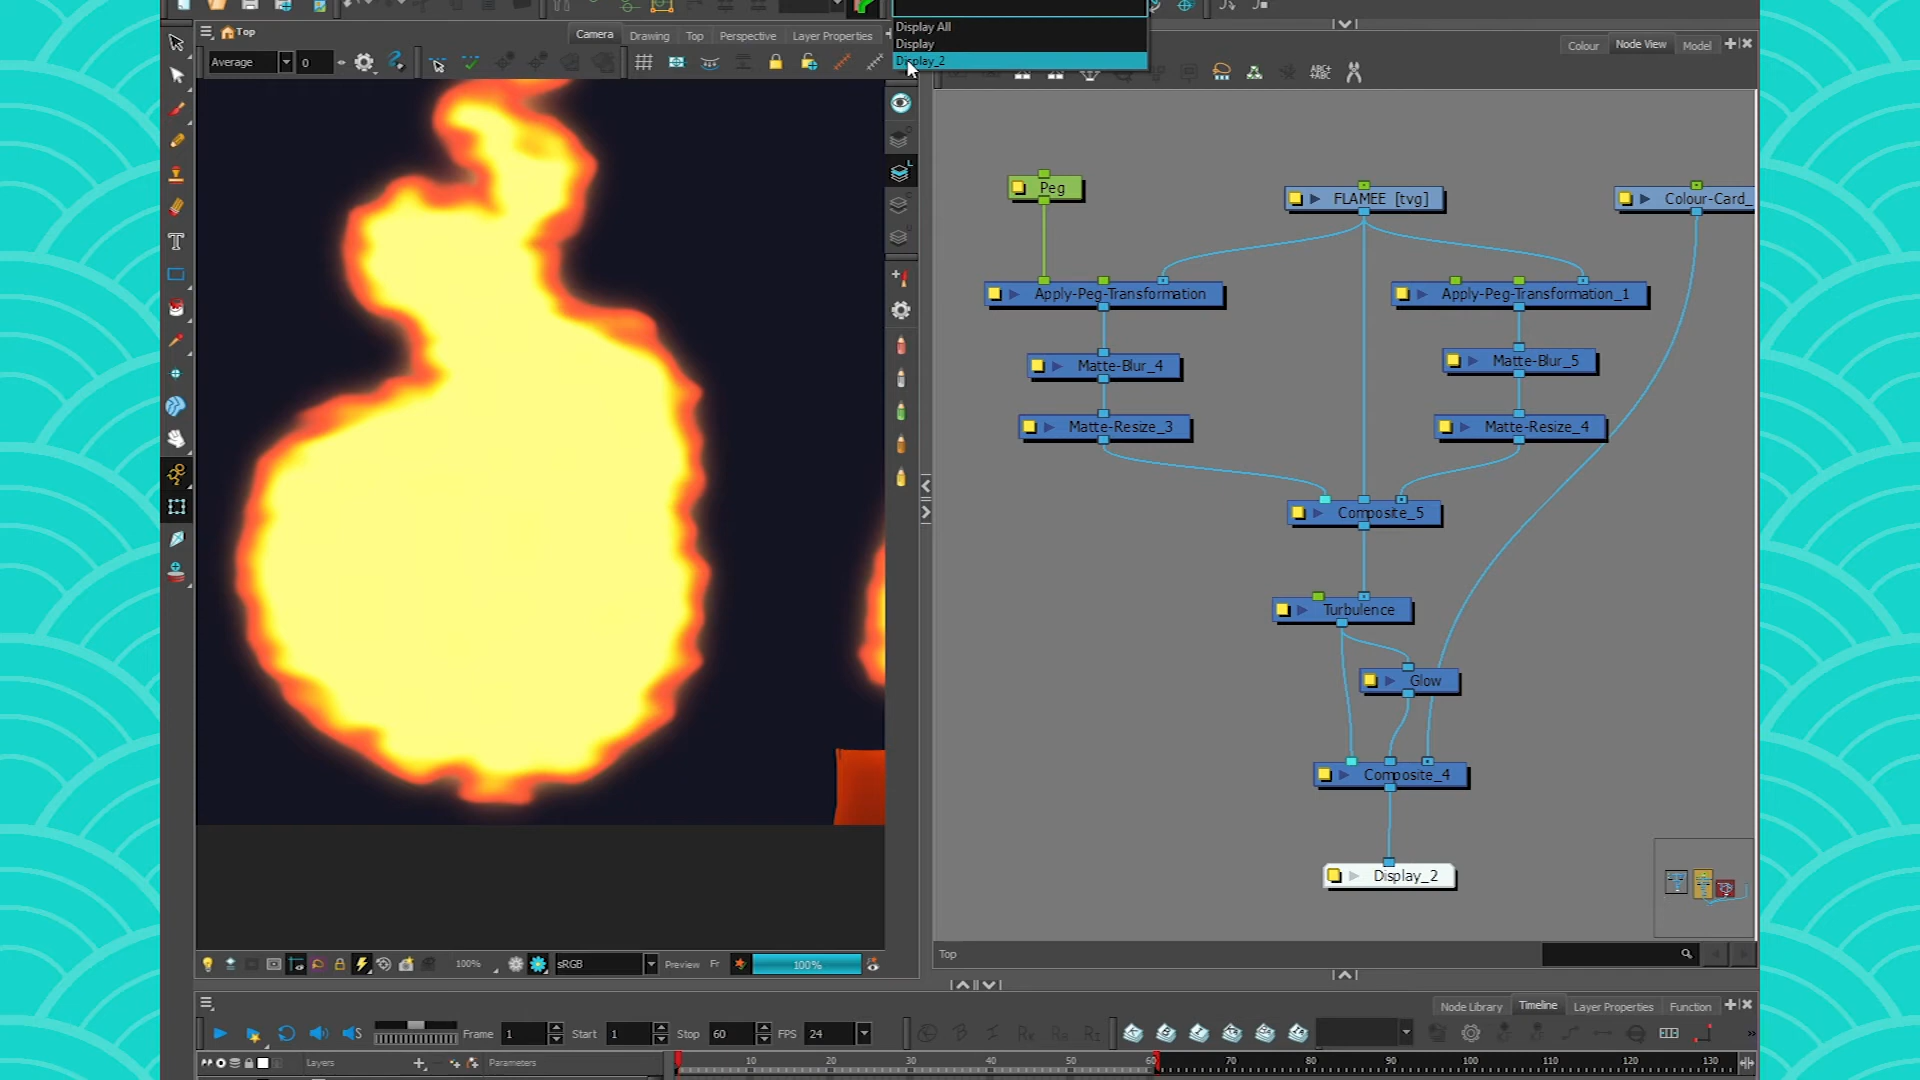 Display All
Display
Display_2
Top
Camera
Drawing
Top
Perspective
Layer Properties
Colour
Node View
Model
Average
0
ABC+
+ABC
Peg
FLAMEE [tvg]
Colour-Card_
Apply-Peg-Transformation
Apply-Peg-Transformation_1
Matte-Blur_4
Matte-Blur_5
Matte-Resize_3
Matte-Resize_4
Composite_5
Turbulence
Glow
Composite_4
Display_2
Top
100%
sRGB
Preview
Fr
100%
Node Library
Timeline
Layer Properties
Function
Frame 1 Start 1 Stop 60 FPS 24
Layers
Parameters
10 20 30 40 50 60 70 80 90 100 110 120 130